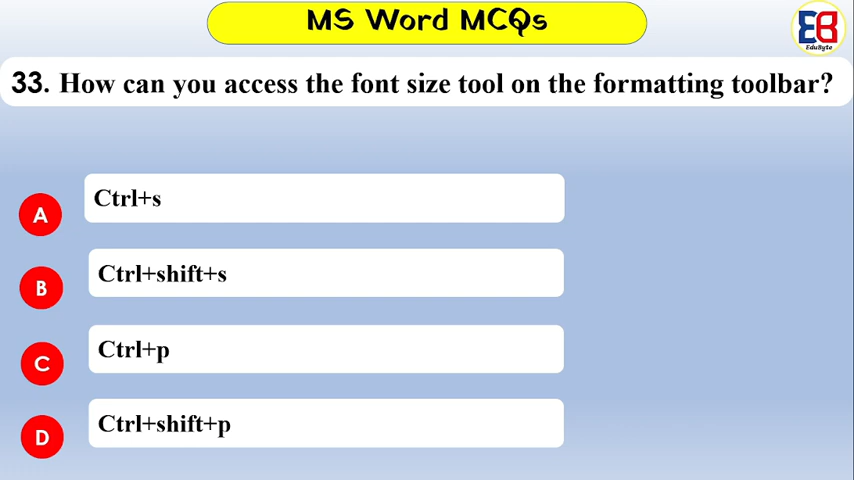 MS Word MCQs
EB
EduByte
33. How can you access the font size tool on the formatting toolbar?
A Ctrl+s
B Ctrl+shift+s
C Ctrl+p
D Ctrl+shift+p